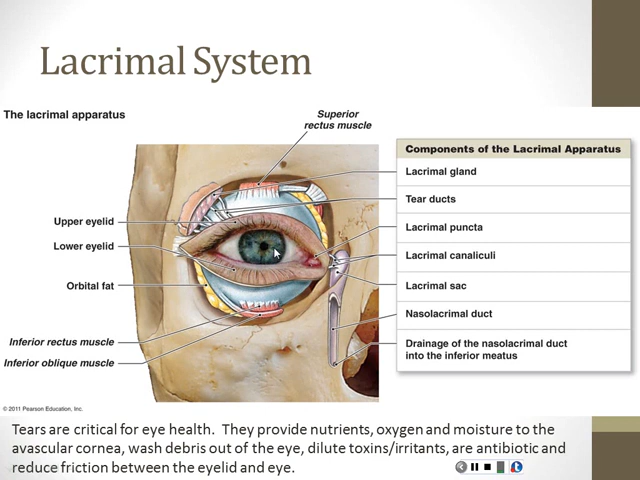 Lacrimal System
The lacrimal apparatus
Superior
rectus muscle
Upper eyelid
Lower eyelid
Orbital fat
Inferior rectus muscle
Inferior oblique muscle
Components of the Lacrimal Apparatus
Lacrimal gland
Tear ducts
Lacrimal puncta
Lacrimal canaliculi
Lacrimal sac
Nasolacrimal duct
Drainage of the nasolacrimal duct
into the inferior meatus
© 2011 Pearson Education, Inc.
Tears are critical for eye health.  They provide nutrients, oxygen and moisture to the
avascular cornea, wash debris out of the eye, dilute toxins/irritants, are antibiotic and
reduce friction between the eyelid and eye.